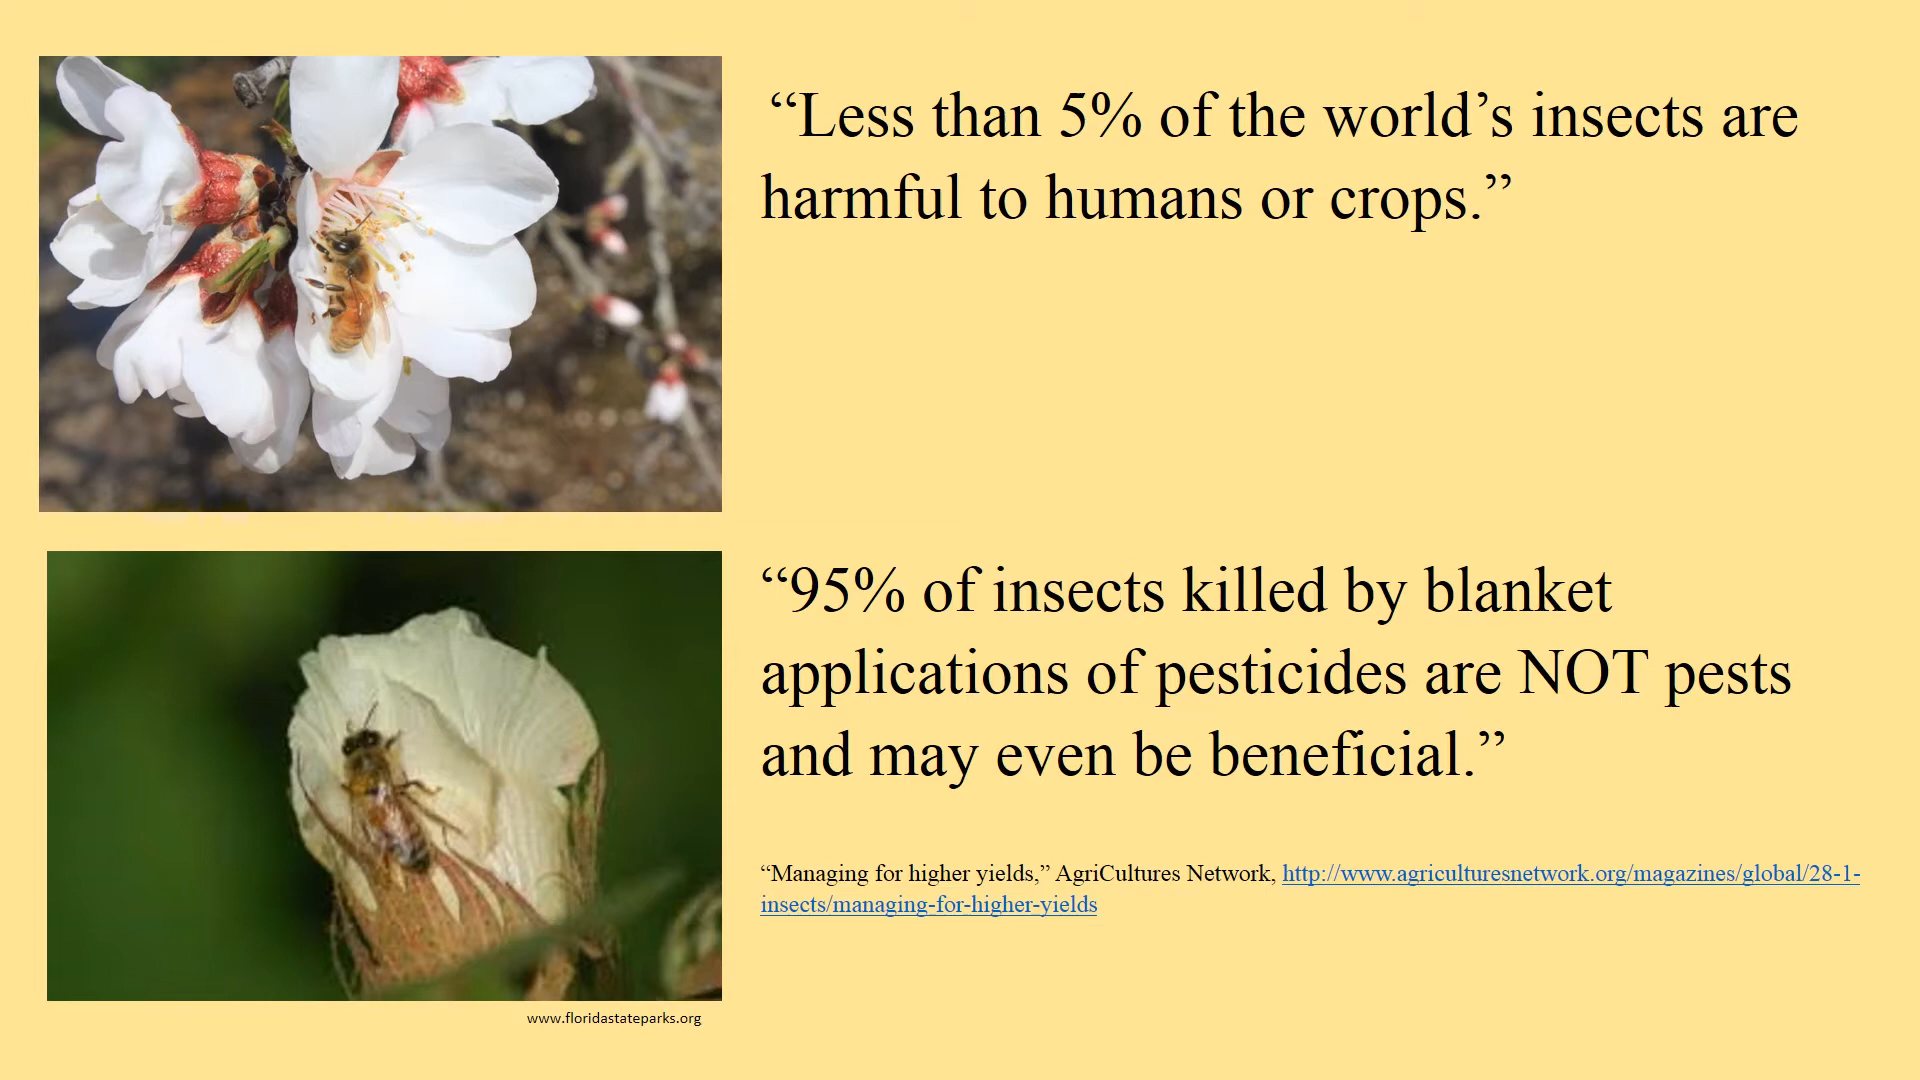 “Less than 5% of the world’s insects are
harmful to humans or crops.”
“95% of insects killed by blanket
applications of pesticides are NOT pests
and may even be beneficial.”
“Managing for higher yields,” AgriCultures Network, http://www.agriculturesnetwork.org/magazines/global/28-1-
insects/managing-for-higher-yields
www.floridastateparks.org